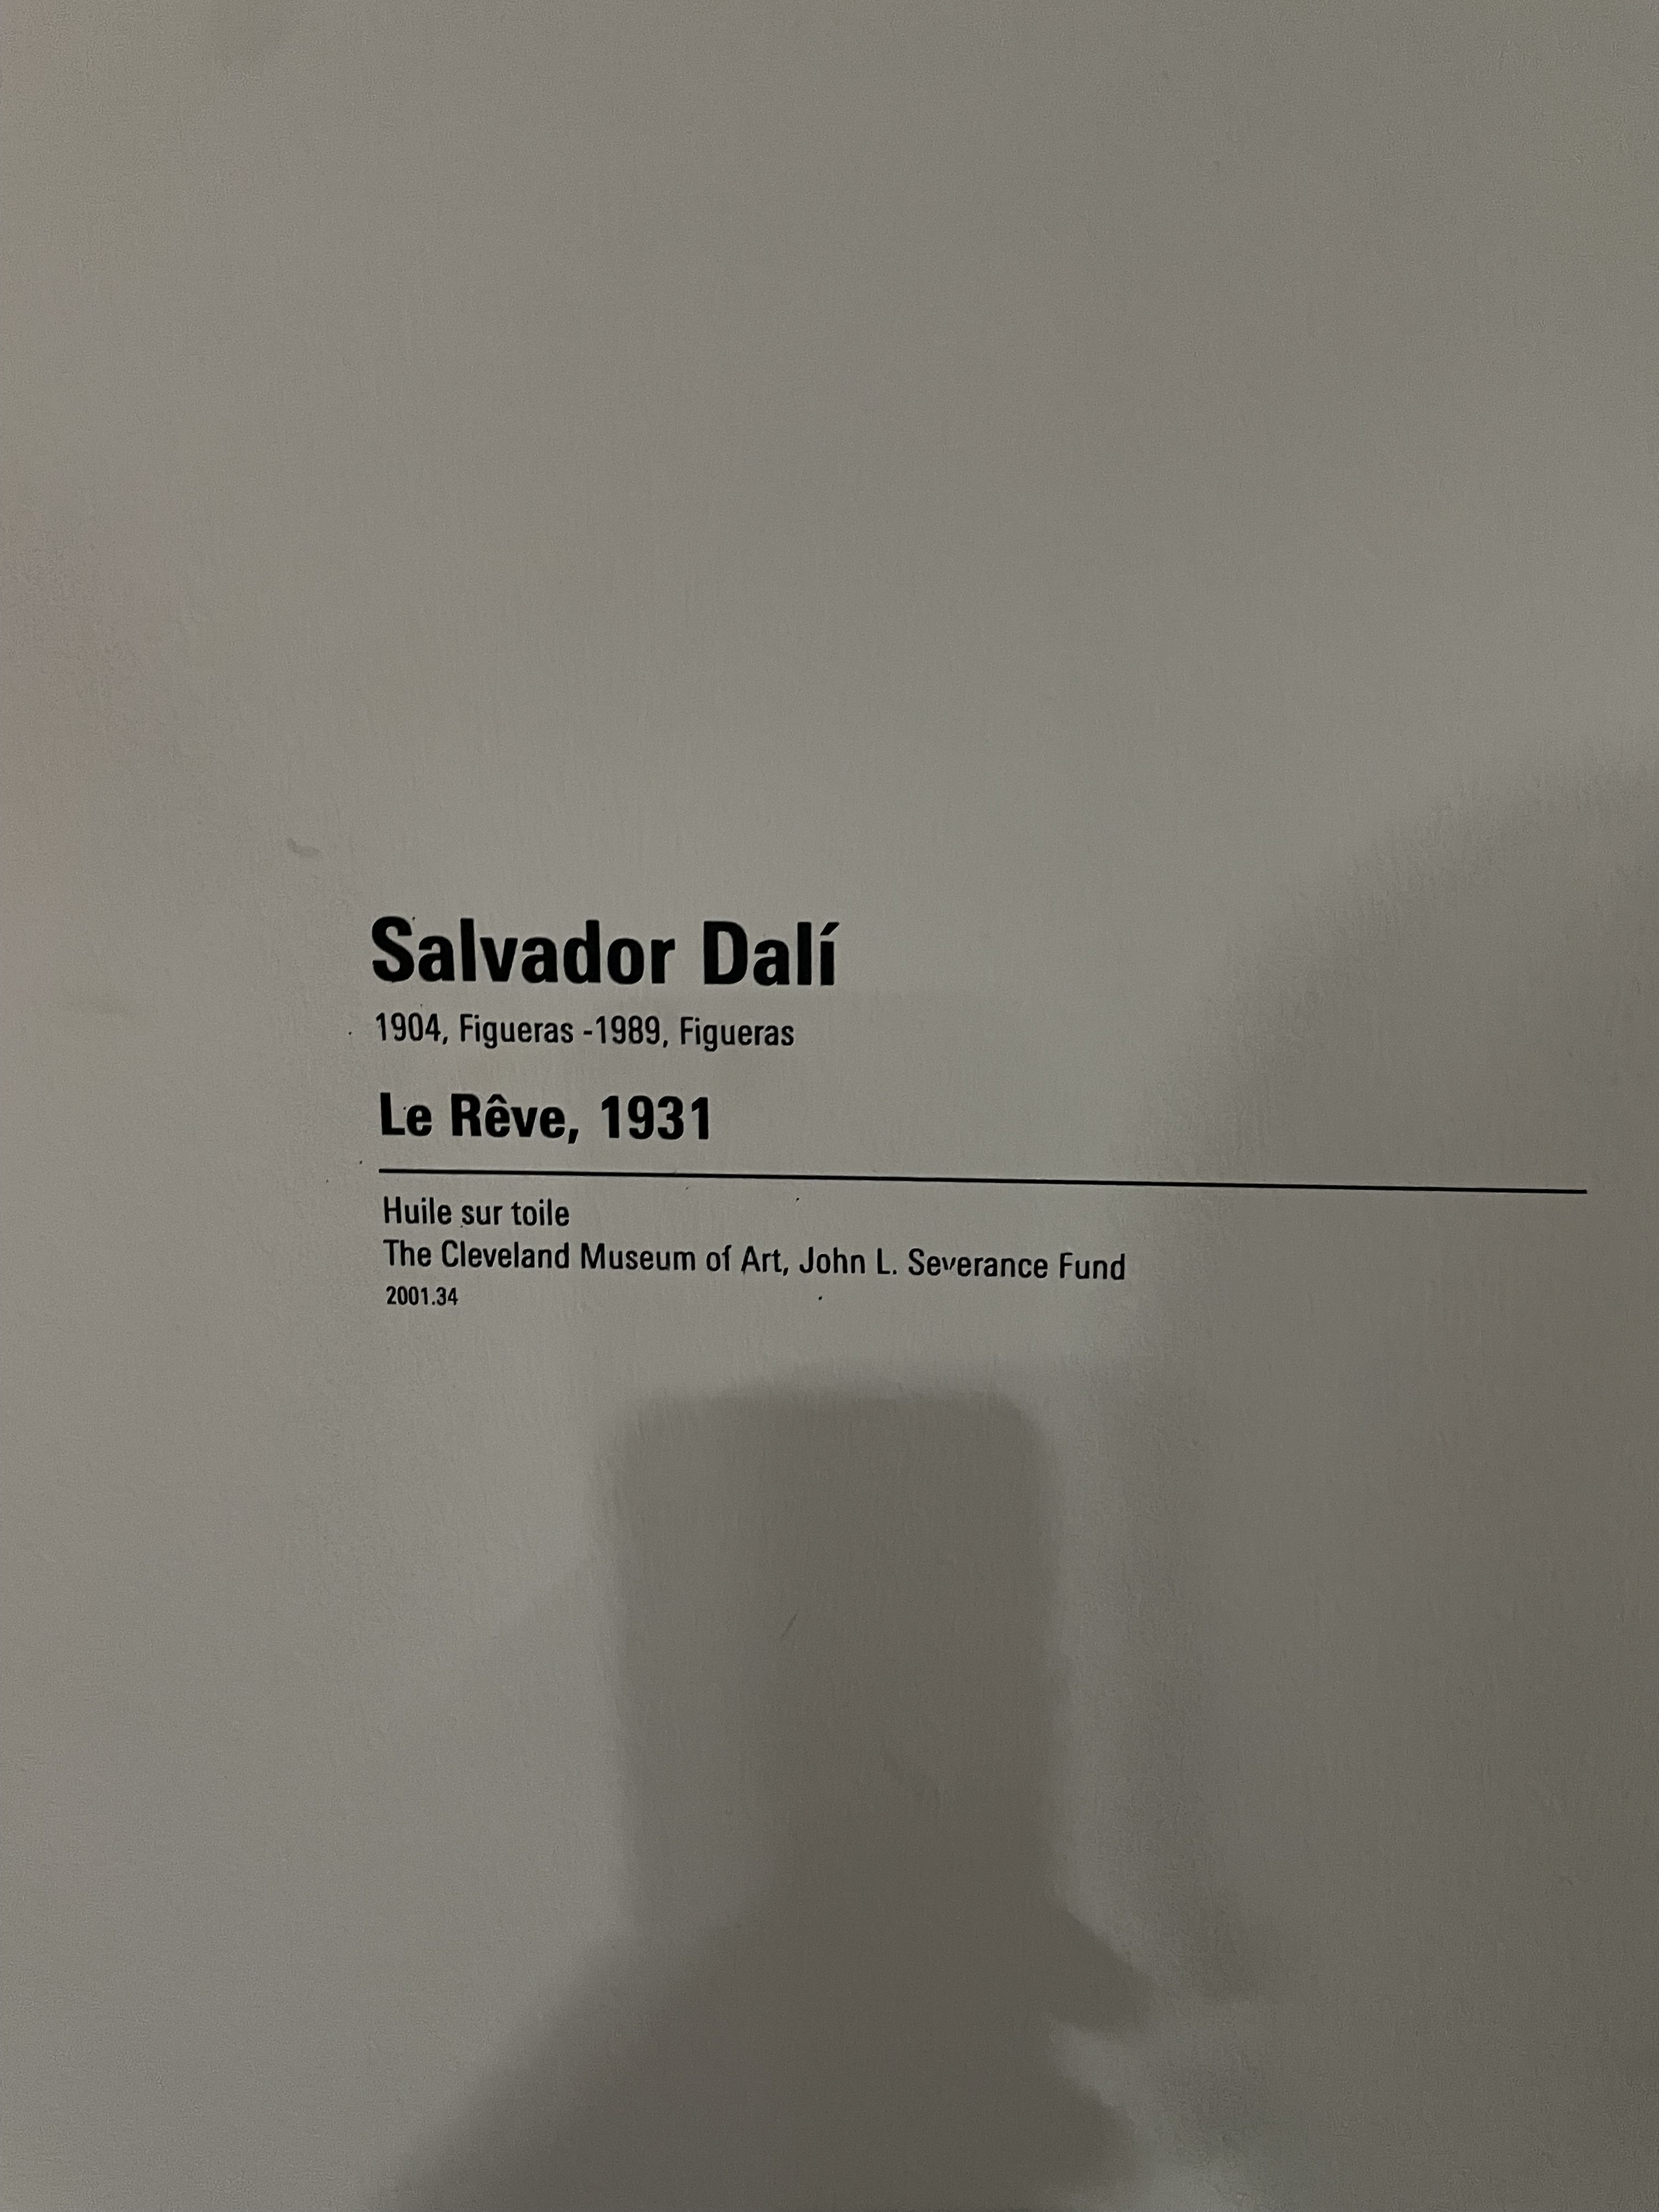 Salvador Dalí
1904, Figueras -1989, Figueras
Le Rêve, 1931
Huile sur toile
The Cleveland Museum of Art, John L. Severance Fund
2001.34